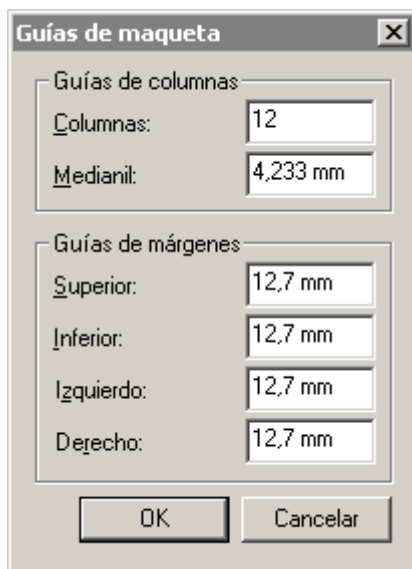 Guías de maqueta
Guías de columnas
Columnas: 12
Medianil: 4,233 mm
Guías de márgenes
Superior: 12,7 mm
Inferior: 12,7 mm
Izquierdo: 12,7 mm
Derecho: 12,7 mm
OK Cancelar